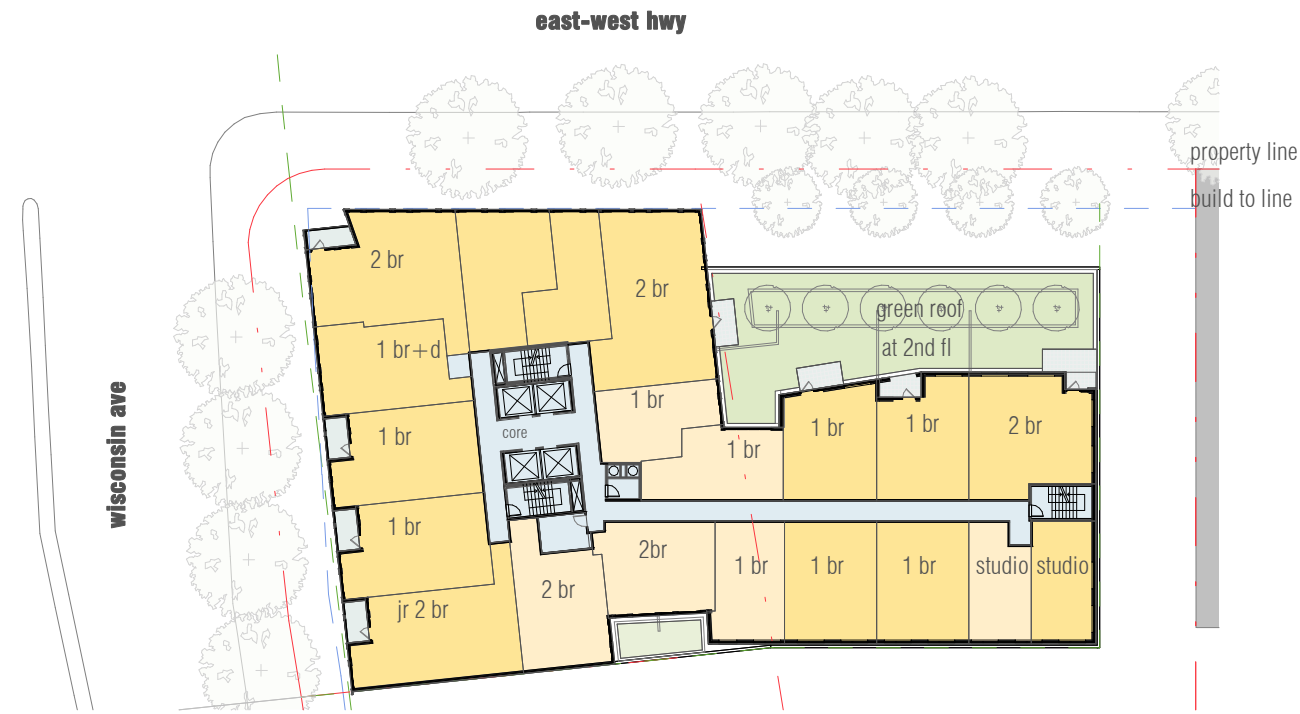 east-west hwy
property line
build to line
2 br
2 br
green roof
at 2nd fl
1 br+d
1 br
1 br
1 br
1 br
2 br
core
1 br
wisconsin ave
1 br
2br
1 br
1 br
1 br
studio
studio
2 br
jr 2 br